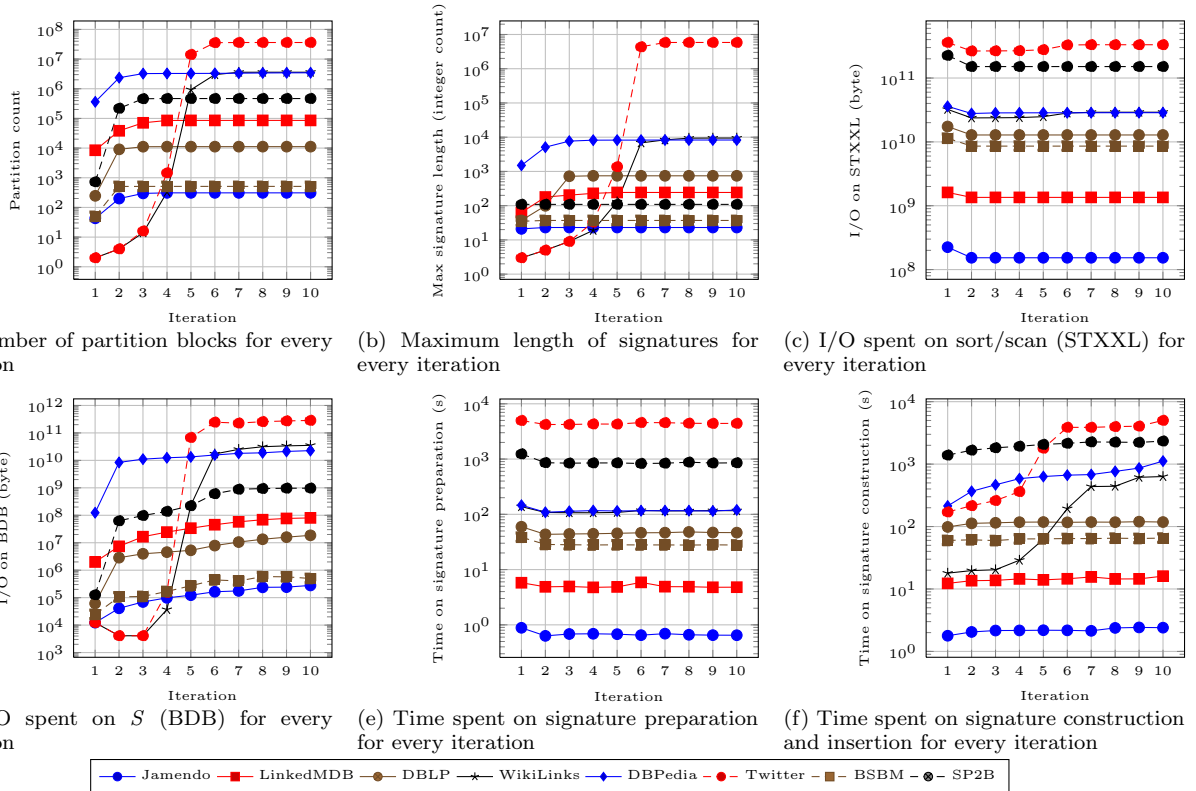 10^8
10^7
10^6
10^5
10^4
10^3
10^2
10^1
10^0
Partition count
1 2 3 4 5 6 7 8 9 10
Iteration
mber of partition blocks for every
on
10^8
10^7
10^6
10^5
10^4
10^3
10^2
10^1
10^0
Max signature length (integer count)
1 2 3 4 5 6 7 8 9 10
Iteration
(b) Maximum length of signatures for
every iteration
10^11
10^10
10^9
10^8
I/O on STXXL (byte)
1 2 3 4 5 6 7 8 9 10
Iteration
(c) I/O spent on sort/scan (STXXL) for
every iteration
10^12
10^11
10^10
10^9
10^8
10^7
10^6
10^5
10^4
10^3
I/O on BDB (byte)
1 2 3 4 5 6 7 8 9 10
Iteration
O spent on S (BDB) for every
on
10^4
10^3
10^2
10^1
10^0
Time on signature preparation (s)
1 2 3 4 5 6 7 8 9 10
Iteration
(e) Time spent on signature preparation
for every iteration
10^4
10^3
10^2
10^1
10^0
Time on signature construction (s)
1 2 3 4 5 6 7 8 9 10
Iteration
(f) Time spent on signature construction
and insertion for every iteration
Jamendo LinkedMDB DBLP WikiLinks DBPedia Twitter BSBM SP2B